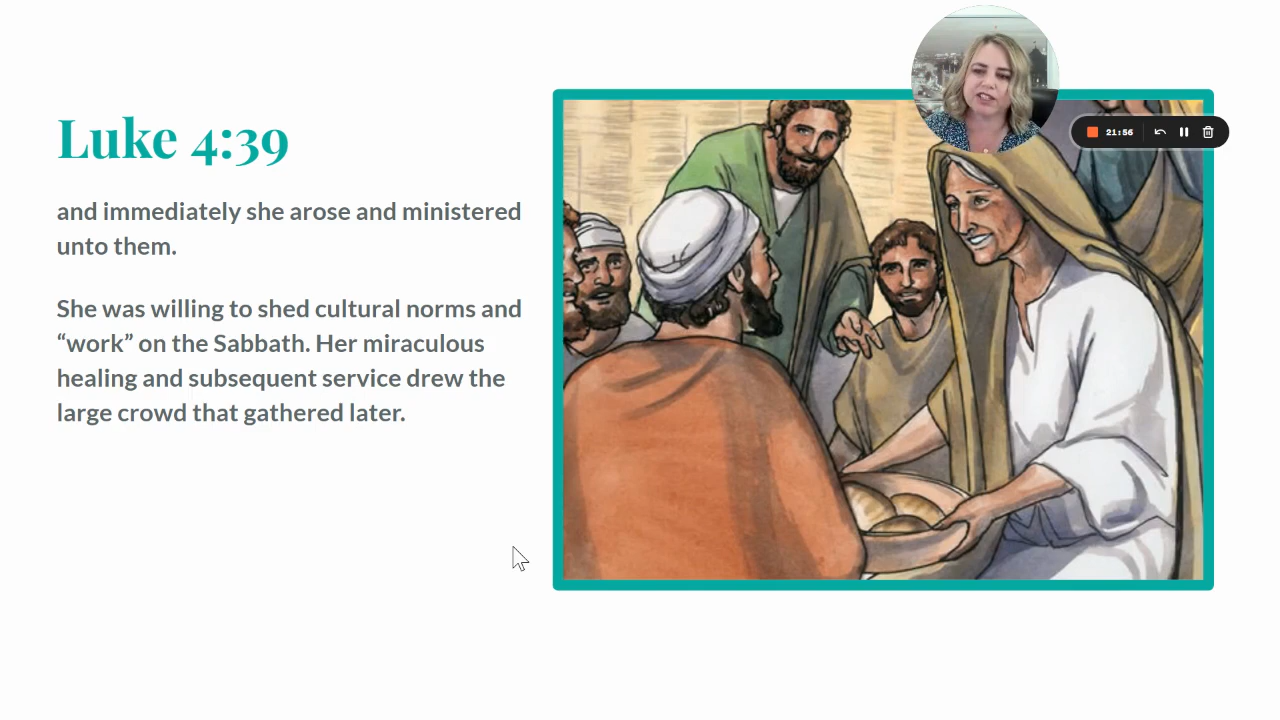 Luke 4:39
and immediately she arose and ministered
unto them.
She was willing to shed cultural norms and
“work” on the Sabbath. Her miraculous
healing and subsequent service drew the
large crowd that gathered later.
21:56